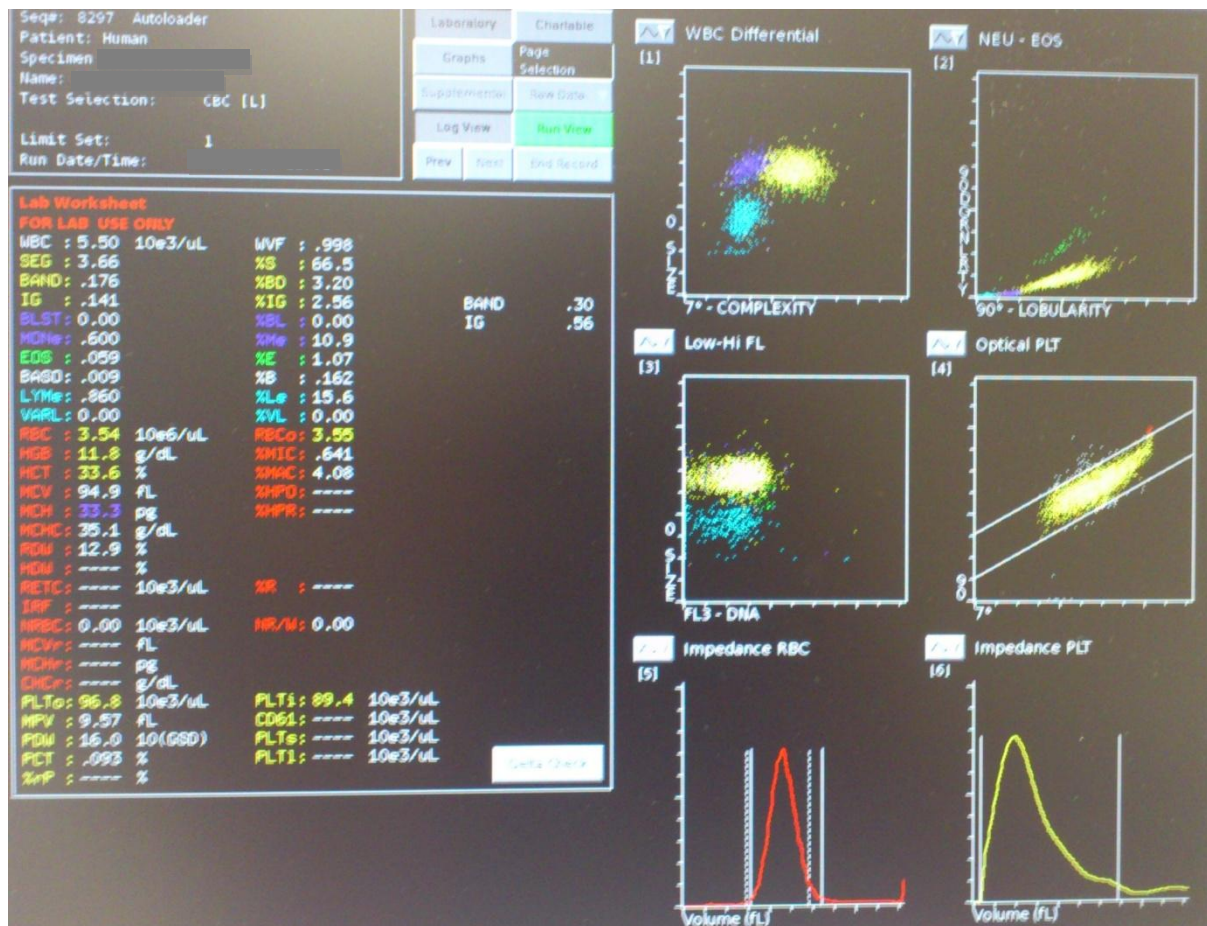 Seq#: 8297 Autoloader
Patient: Human
Specimen
Name:
Test Selection: CBC [L]
Limit Set: 1
Run Date/Time:
Laboratory Chartable
Graphs Page Selection
Supplemental Raw Data
Log View Run View
Prev Next End Record
Lab Worksheet
FOR LAB USE ONLY
WBC : 5.50 10e3/uL WVF : .998
SEG : 3.66 %S : 66.5
BAND: .176 %BD : 3.20
IG : .141 %IG : 2.56 BAND .30
BLST: 0.00 %BL : 0.00 IG .56
MONe: .600 %Me : 10.9
EOS : .059 %E : 1.07
BASO: .009 %B : .162
LYMe: .860 %Le : 15.6
VARL: 0.00 %VL : 0.00
RBC : 3.54 10e6/uL RBCo: 3.55
HGB : 11.8 g/dL %MIC: .641
HCT : 33.6 % %MAC: 4.08
MCV : 94.9 fL %HPO: ----
MCH : 33.3 pg %HPR: ----
MCHC: 35.1 g/dL
RDW : 12.9 %
HDW : ---- %
RETC: ---- 10e3/uL %R : ----
IRF : ----
NRBC: 0.00 10e3/uL NR/W: 0.00
MCVr: ---- fL
MCHr: ---- pg
CHCr: ---- g/dL
PLTo: 96.8 10e3/uL PLTi: 89.4 10e3/uL
MPV : 9.57 fL CD61: ---- 10e3/uL
PDW : 16.0 10(GSD) PLTs: ---- 10e3/uL
PCT : .093 % PLTI: ---- 10e3/uL
%rP : ---- %
Delta Check
WBC Differential
[1]
0 SIZE
7° - COMPLEXITY
NEU - EOS
[2]
90DGRNLRTY
90° - LOBULARITY
Low-Hi FL
[3]
0 SIZE
FL3 - DNA
Optical PLT
[4]
90
7°
Impedance RBC
[5]
Volume (fL)
Impedance PLT
[6]
Volume (fL)